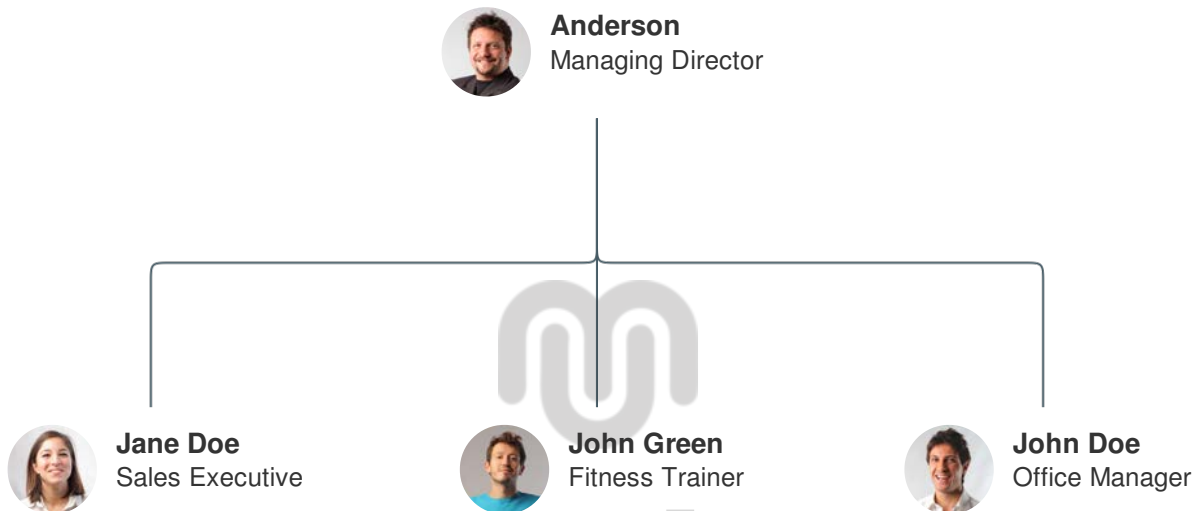 Anderson
Managing Director
Jane Doe
Sales Executive
John Green
Fitness Trainer
John Doe
Office Manager